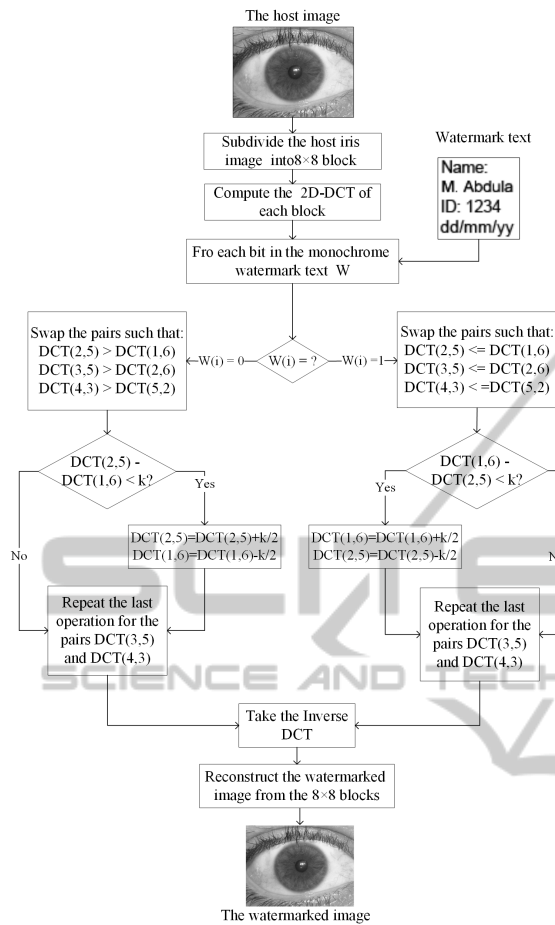 The host image
Subdivide the host iris
image into8×8 block
Watermark text
Name:
M. Abdula
ID: 1234
dd/mm/yy
Compute the 2D-DCT of
each block
Fro each bit in the monochrome
watermark text W
Swap the pairs such that:
DCT(2,5) > DCT(1,6)
DCT(3,5) > DCT(2,6)
DCT(4,3) > DCT(5,2)
W(i) = 0
W(i) = ?
W(i) =1
Swap the pairs such that:
DCT(2,5) <= DCT(1,6)
DCT(3,5) <= DCT(2,6)
DCT(4,3) < =DCT(5,2)
DCT(2,5) -
DCT(1,6) < k?
Yes
No
DCT(2,5)=DCT(2,5)+k/2
DCT(1,6)=DCT(1,6)-k/2
Repeat the last
operation for the
pairs DCT(3,5)
and DCT(4,3)
DCT(1,6) -
DCT(2,5) < k?
Yes
N
DCT(1,6)=DCT(1,6)+k/2
DCT(2,5)=DCT(2,5)-k/2
Repeat the last
operation for the
pairs DCT(3,5)
and DCT(4,3)
SCITE
SCIENCE AND TECH
Take the Inverse
DCT
Reconstruct the watermarked
image from the 8×8 blocks
The watermarked image